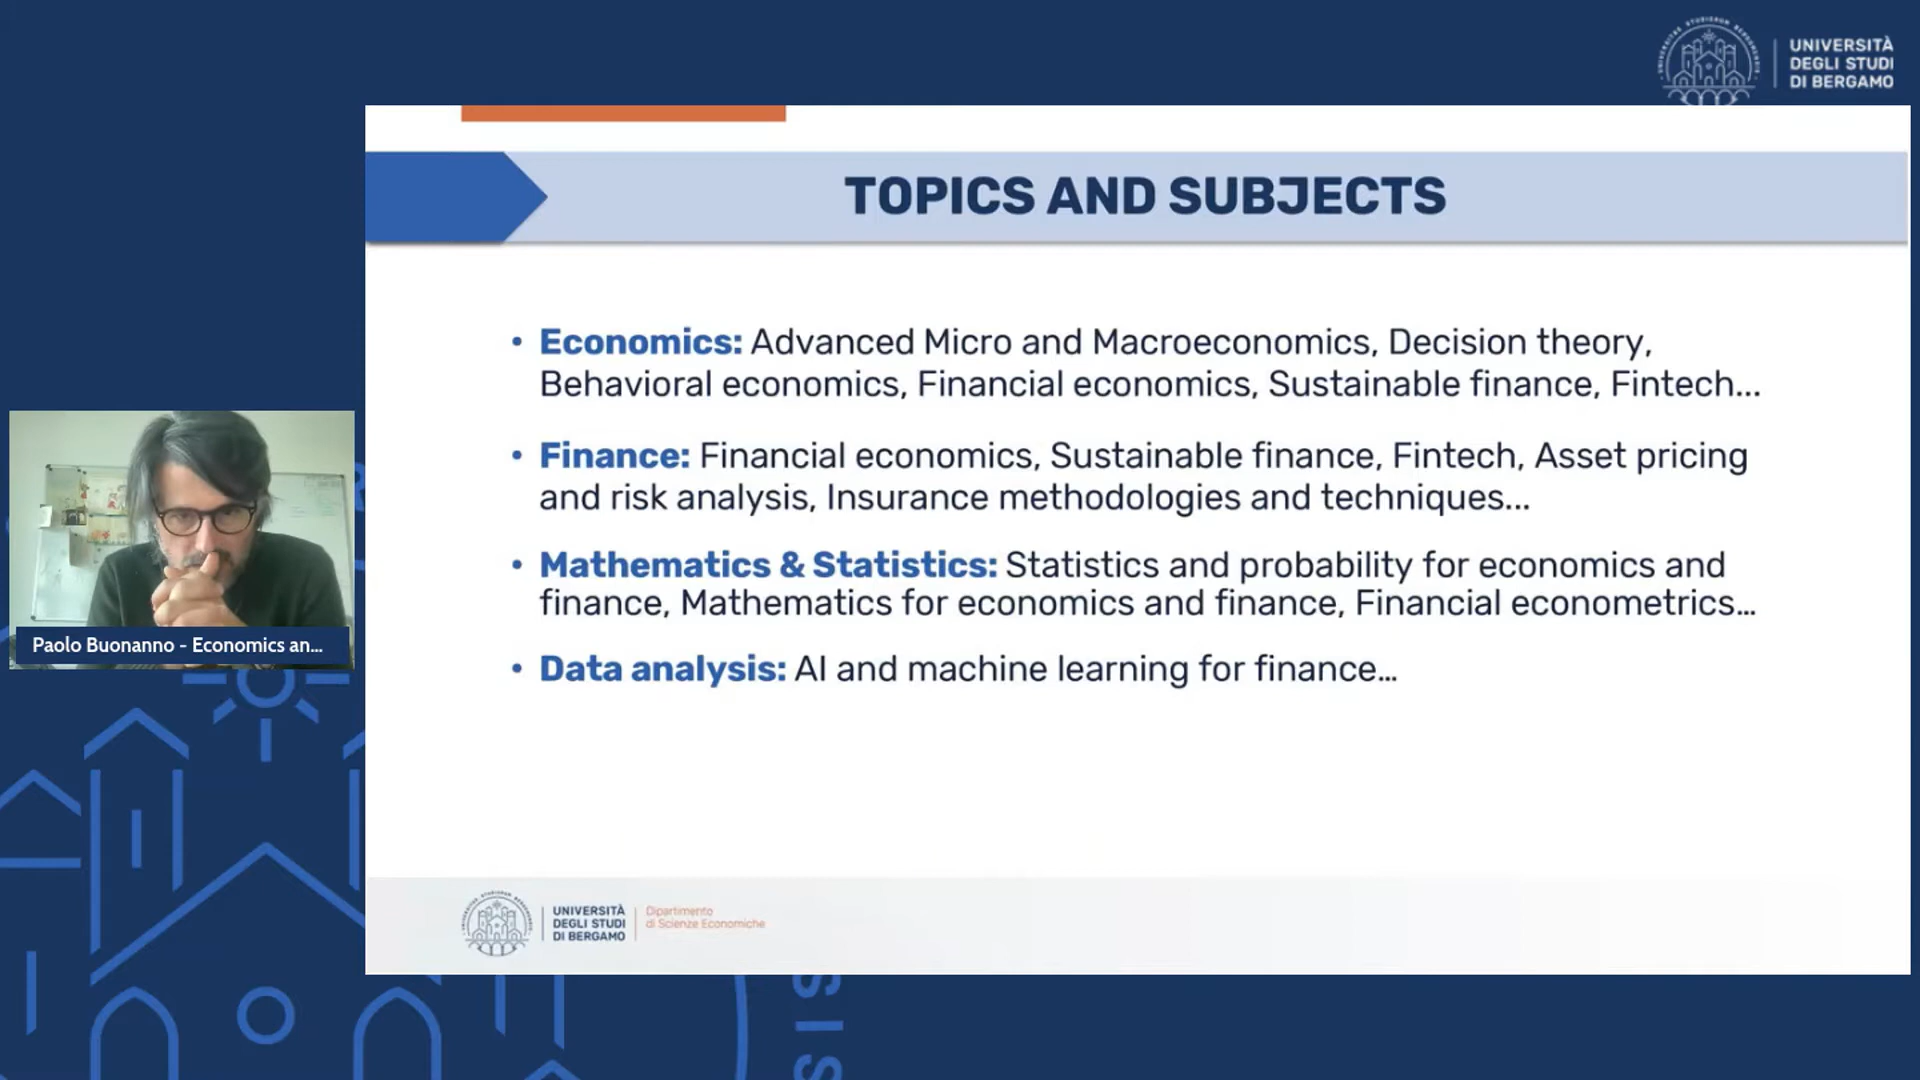 UNIVERSITÀ
DEGLI STUDI
DI BERGAMO
TOPICS AND SUBJECTS
• Economics: Advanced Micro and Macroeconomics, Decision theory,
Behavioral economics, Financial economics, Sustainable finance, Fintech...
• Finance: Financial economics, Sustainable finance, Fintech, Asset pricing
and risk analysis, Insurance methodologies and techniques...
• Mathematics & Statistics: Statistics and probability for economics and
finance, Mathematics for economics and finance, Financial econometrics...
• Data analysis: AI and machine learning for finance...
Paolo Buonanno - Economics an...
UNIVERSITÀ
DEGLI STUDI
DI BERGAMO
Dipartimento
di Scienze Economiche
SIS